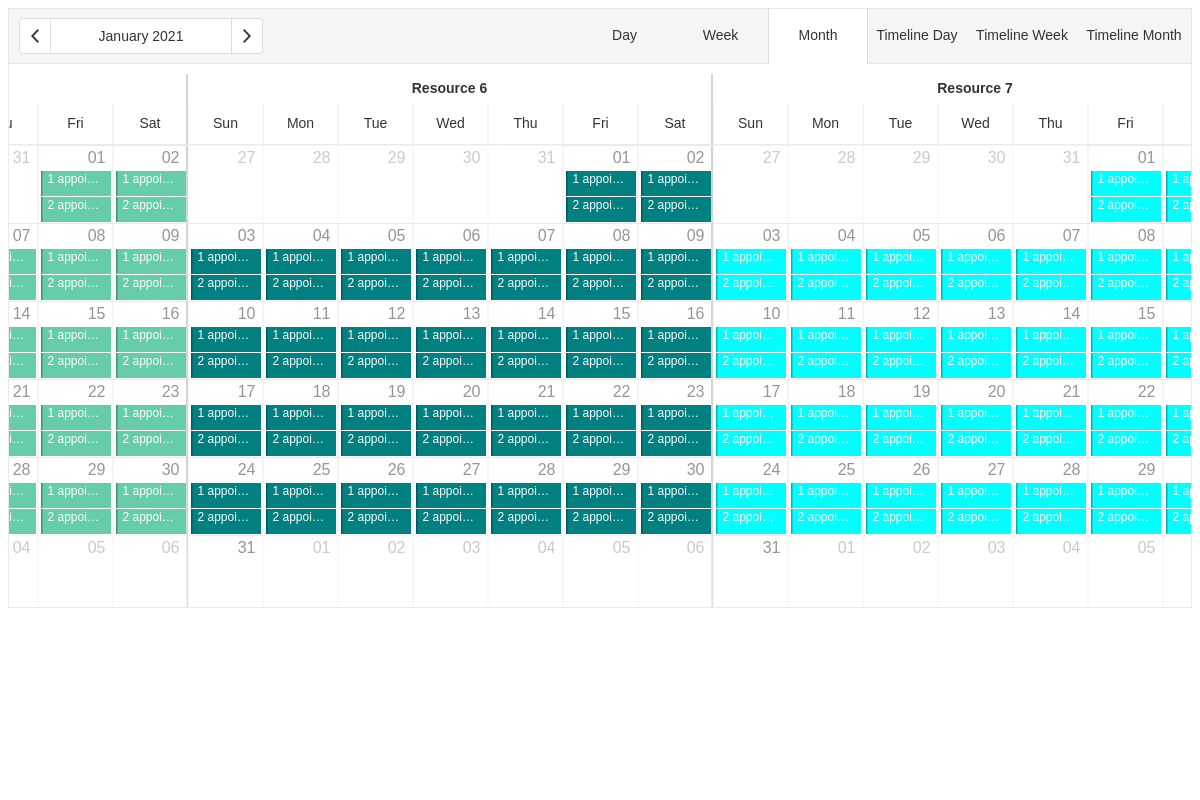 January 2021 Day Week Month Timeline Day Timeline Week Timeline Month
Resource 6 Resource 7
Fri Sat Sun Mon Tue Wed Thu Fri Sat Sun Mon Tue Wed Thu Fri
31 01 02 27 28 29 30 31 01 02 27 28 29 30 31 01
1 appoi… 1 appoi… 1 appoi… 1 appoi… 1 appoi…
2 appoi… 2 appoi… 2 appoi… 2 appoi… 2 appoi…
07 08 09 03 04 05 06 07 08 09 03 04 05 06 07 08
1 appoi… 1 appoi… 1 appoi… 1 appoi… 1 appoi… 1 appoi… 1 appoi… 1 appoi… 1 appoi… 1 appoi… 1 appoi… 1 appoi… 1 appoi… 1 appoi… 1 appoi…
2 appoi… 2 appoi… 2 appoi… 2 appoi… 2 appoi… 2 appoi… 2 appoi… 2 appoi… 2 appoi… 2 appoi… 2 appoi… 2 appoi… 2 appoi… 2 appoi… 2 appoi…
14 15 16 10 11 12 13 14 15 16 10 11 12 13 14 15
1 appoi… 1 appoi… 1 appoi… 1 appoi… 1 appoi… 1 appoi… 1 appoi… 1 appoi… 1 appoi… 1 appoi… 1 appoi… 1 appoi… 1 appoi… 1 appoi… 1 appoi…
2 appoi… 2 appoi… 2 appoi… 2 appoi… 2 appoi… 2 appoi… 2 appoi… 2 appoi… 2 appoi… 2 appoi… 2 appoi… 2 appoi… 2 appoi… 2 appoi… 2 appoi…
21 22 23 17 18 19 20 21 22 23 17 18 19 20 21 22
1 appoi… 1 appoi… 1 appoi… 1 appoi… 1 appoi… 1 appoi… 1 appoi… 1 appoi… 1 appoi… 1 appoi… 1 appoi… 1 appoi… 1 appoi… 1 appoi… 1 appoi…
2 appoi… 2 appoi… 2 appoi… 2 appoi… 2 appoi… 2 appoi… 2 appoi… 2 appoi… 2 appoi… 2 appoi… 2 appoi… 2 appoi… 2 appoi… 2 appoi… 2 appoi…
28 29 30 24 25 26 27 28 29 30 24 25 26 27 28 29
1 appoi… 1 appoi… 1 appoi… 1 appoi… 1 appoi… 1 appoi… 1 appoi… 1 appoi… 1 appoi… 1 appoi… 1 appoi… 1 appoi… 1 appoi… 1 appoi… 1 appoi…
2 appoi… 2 appoi… 2 appoi… 2 appoi… 2 appoi… 2 appoi… 2 appoi… 2 appoi… 2 appoi… 2 appoi… 2 appoi… 2 appoi… 2 appoi… 2 appoi… 2 appoi…
04 05 06 31 01 02 03 04 05 06 31 01 02 03 04 05